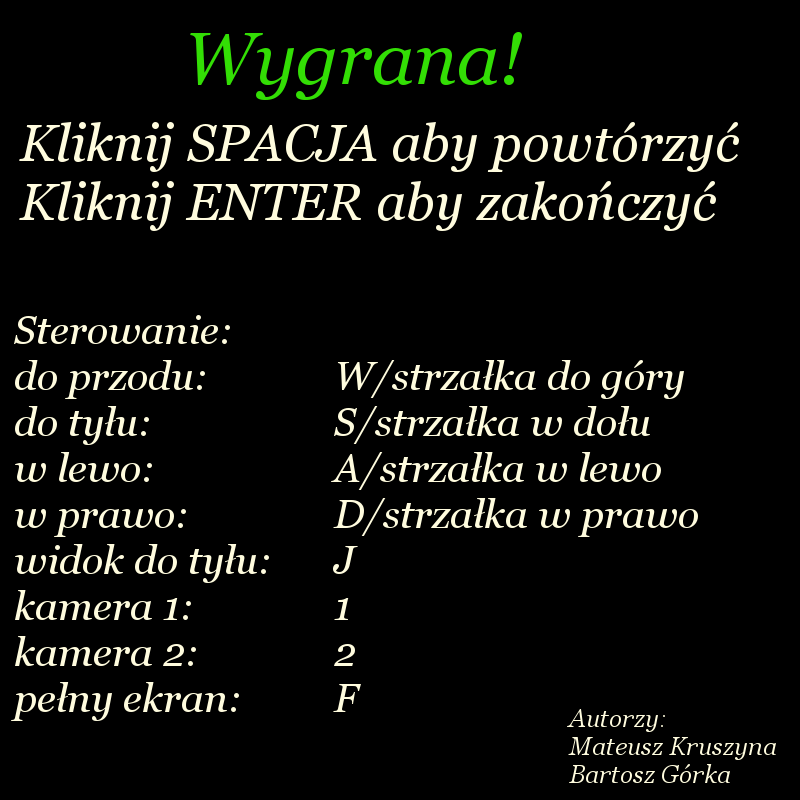 Wygrana!
Kliknij SPACJA aby powtórzyć
Kliknij ENTER aby zakończyć
Sterowanie:
do przodu: W/strzałka do góry
do tyłu: S/strzałka w dołu
w lewo: A/strzałka w lewo
w prawo: D/strzałka w prawo
widok do tyłu: J
kamera 1: 1
kamera 2: 2
pełny ekran: F
Autorzy:
Mateusz Kruszyna
Bartosz Górka